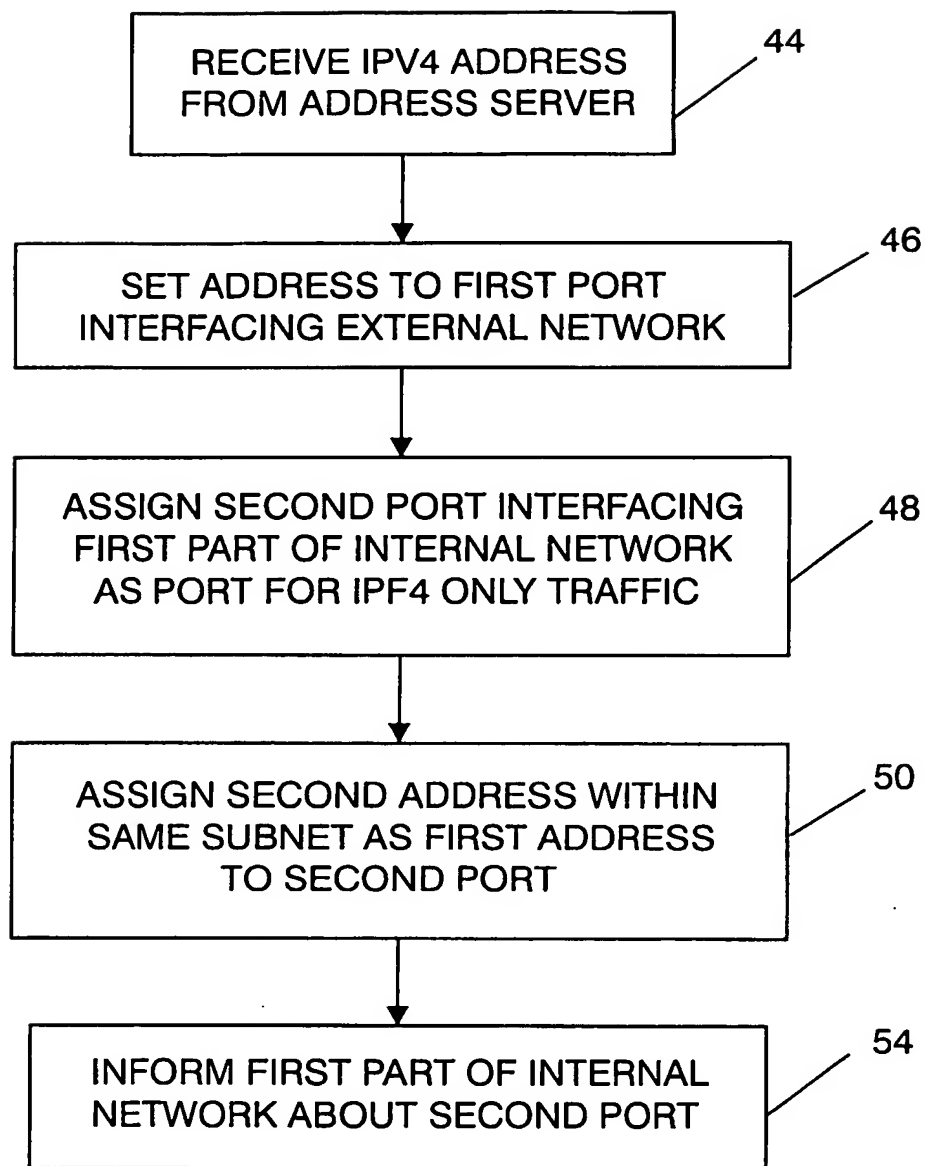 RECEIVE IPV4 ADDRESS
FROM ADDRESS SERVER
44
SET ADDRESS TO FIRST PORT
INTERFACING EXTERNAL NETWORK
46
ASSIGN SECOND PORT INTERFACING
FIRST PART OF INTERNAL NETWORK
AS PORT FOR IPF4 ONLY TRAFFIC
48
ASSIGN SECOND ADDRESS WITHIN
SAME SUBNET AS FIRST ADDRESS
TO SECOND PORT
50
INFORM FIRST PART OF INTERNAL
NETWORK ABOUT SECOND PORT
54